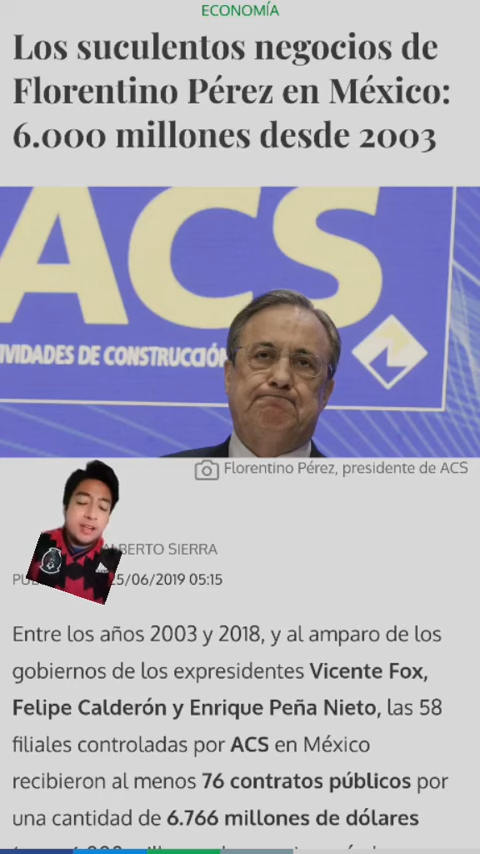 ECONOMÍA
Los suculentos negocios de
Florentino Pérez en México:
6.000 millones desde 2003
ACS
IVIDADES DE CONSTRUCCIÓN
Florentino Pérez, presidente de ACS
ALBERTO SIERRA
25/06/2019 05:15
Entre los años 2003 y 2018, y al amparo de los
gobiernos de los expresidentes Vicente Fox,
Felipe Calderón y Enrique Peña Nieto, las 58
filiales controladas por ACS en México
recibieron al menos 76 contratos públicos por
una cantidad de 6.766 millones de dólares